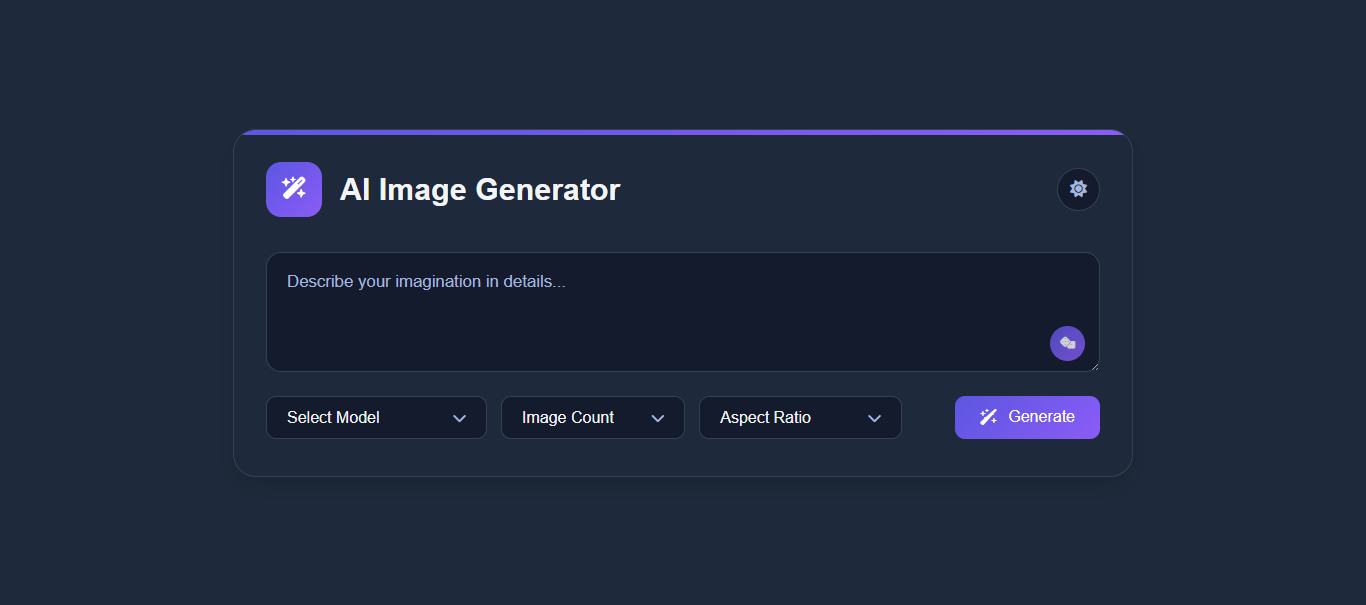 AI Image Generator
Describe your imagination in details...
Select Model
Image Count
Aspect Ratio
Generate